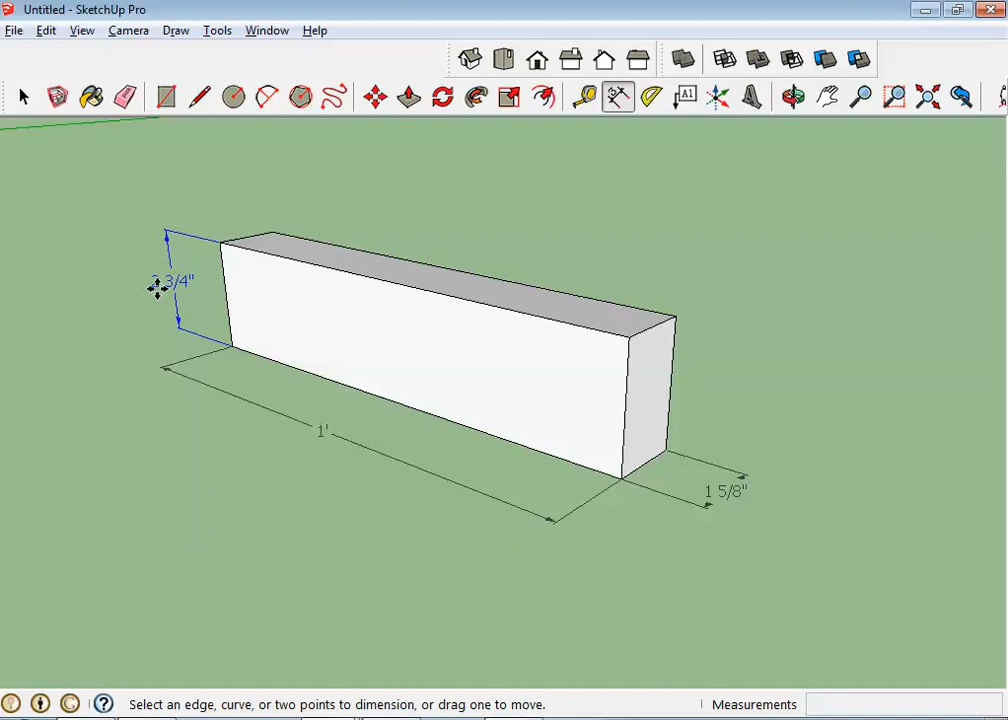 Untitled - SketchUp Pro
File Edit View Camera Draw Tools Window Help
A1
3/4"
1'
1 5/8"
Select an edge, curve, or two points to dimension, or drag one to move.
Measurements